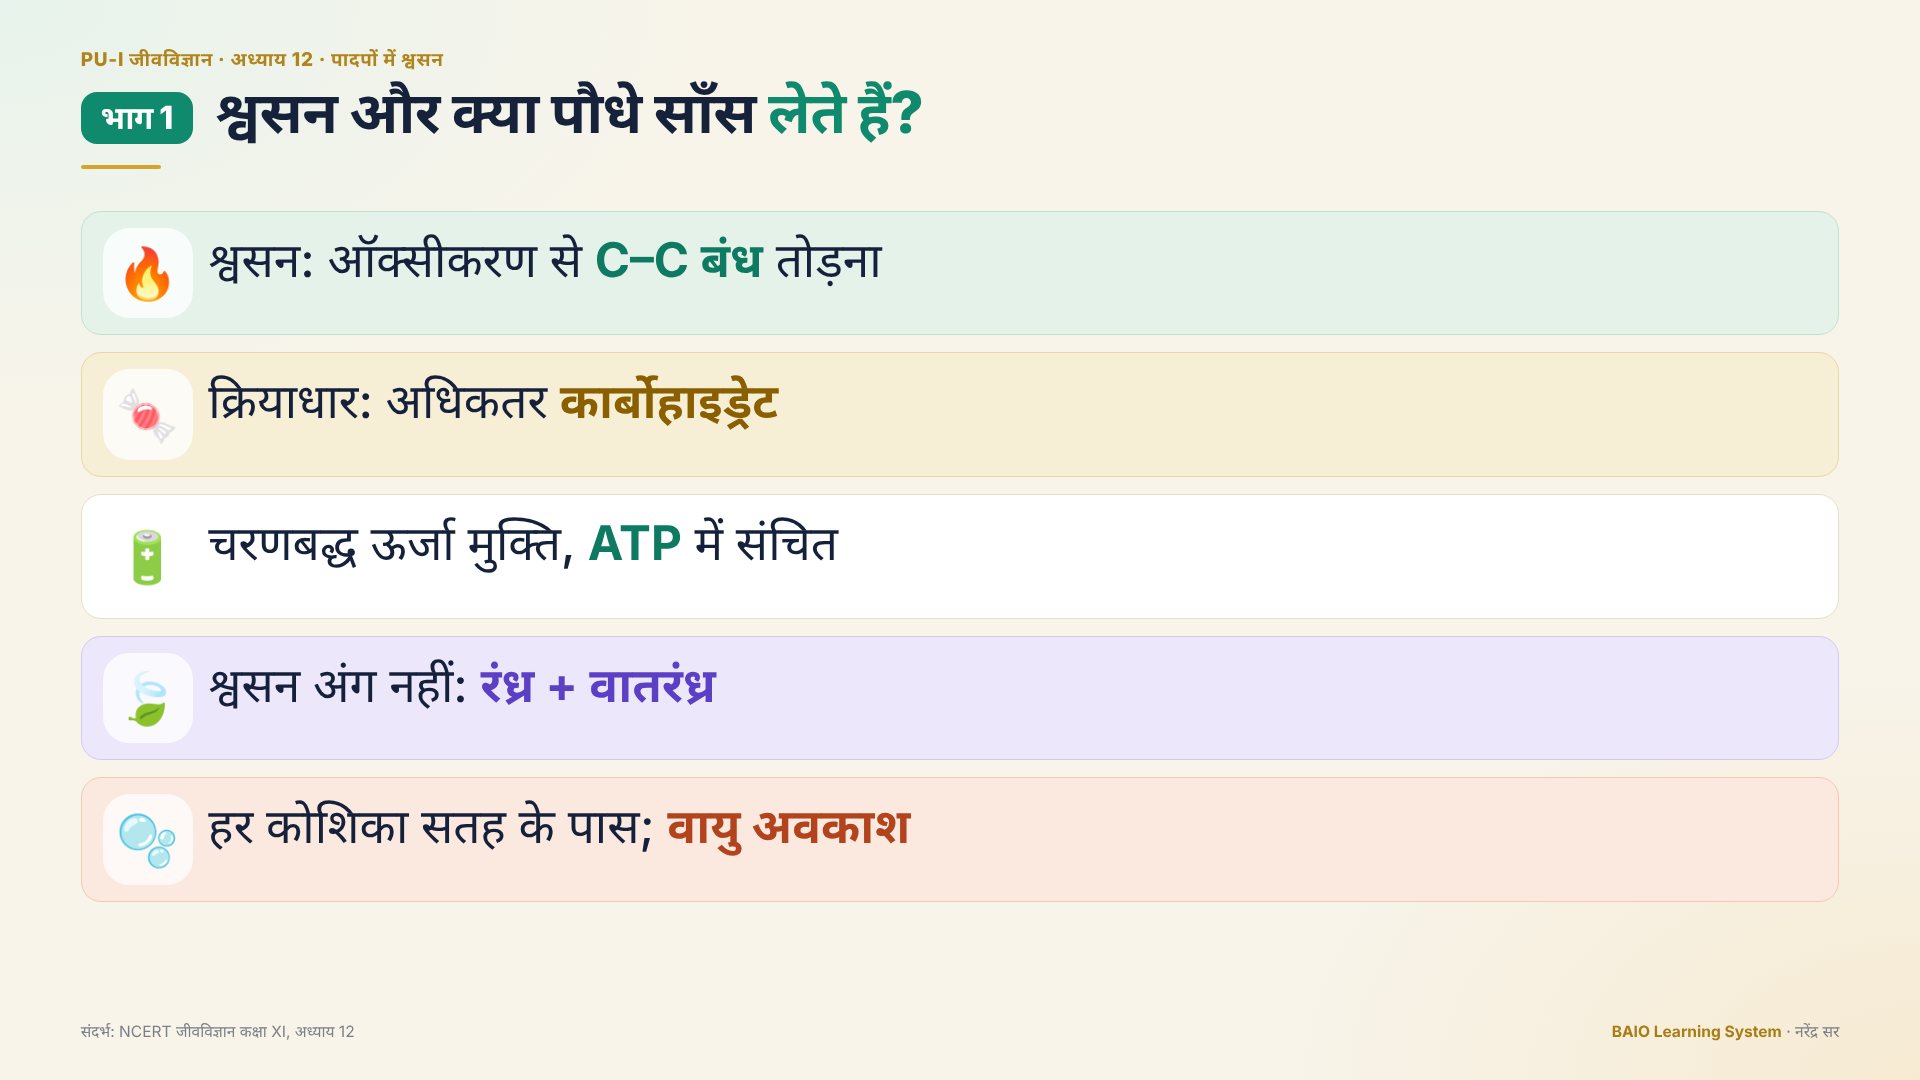 PU-I जीवविज्ञान · अध्याय 12 · पादपों में श्वसन
भाग 1 श्वसन और क्या पौधे साँस लेते हैं?
श्वसन: ऑक्सीकरण से C–C बंध तोड़ना
क्रियाधार: अधिकतर कार्बोहाइड्रेट
चरणबद्ध ऊर्जा मुक्ति, ATP में संचित
श्वसन अंग नहीं: रंध्र + वातरंध्र
हर कोशिका सतह के पास; वायु अवकाश
संदर्भ: NCERT जीवविज्ञान कक्षा XI, अध्याय 12
BAIO Learning System · नरेंद्र सर